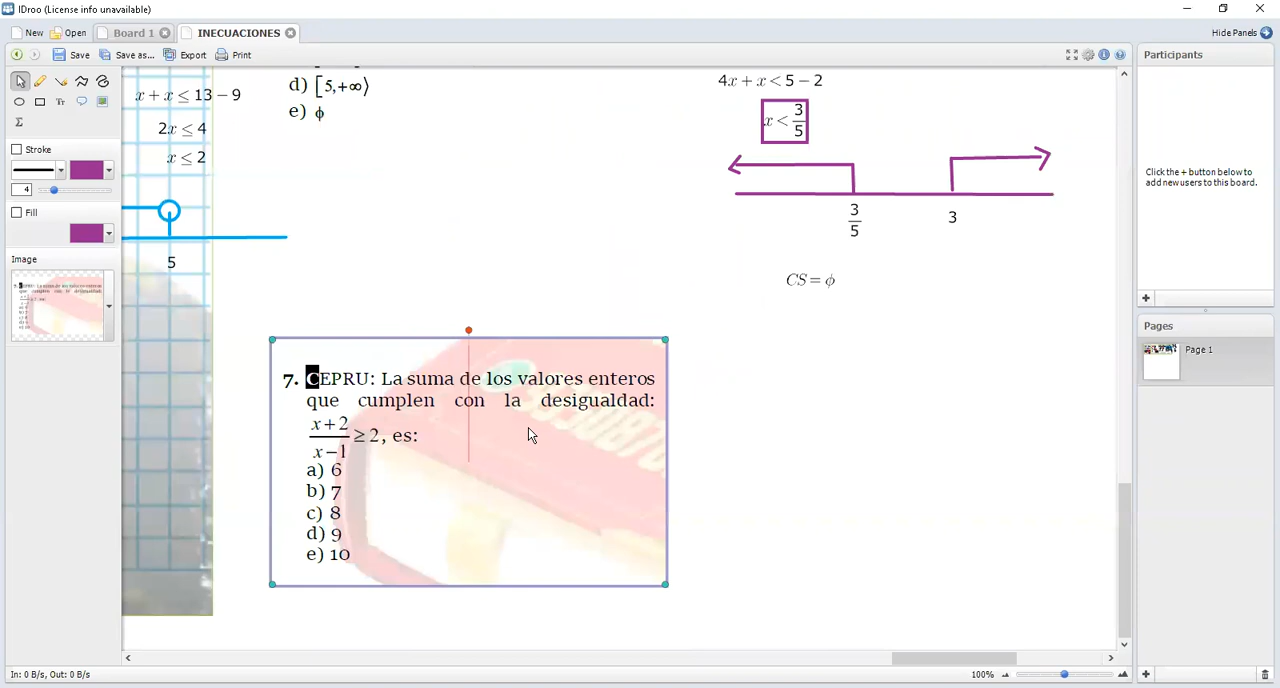 IDroo (License info unavailable)
New Open Board 1 INECUACIONES Hide Panels
Save Save as... Export Print
Participants
Click the + button below to add new users to this board.
Tr
Σ
Stroke
4
Fill
Image
x + x ≤ 13 − 9
2x ≤ 4
x ≤ 2
5
d) [5,+∞⟩
e) ϕ
4x + x < 5 − 2
x < 3/5
3/5 3
CS = ϕ
7. CEPRU: La suma de los valores enteros
que cumplen con la desigualdad:
(x+2)/(x−1) ≥ 2, es:
a) 6
b) 7
c) 8
d) 9
e) 10
Pages
Page 1
In: 0 B/s, Out: 0 B/s
100%